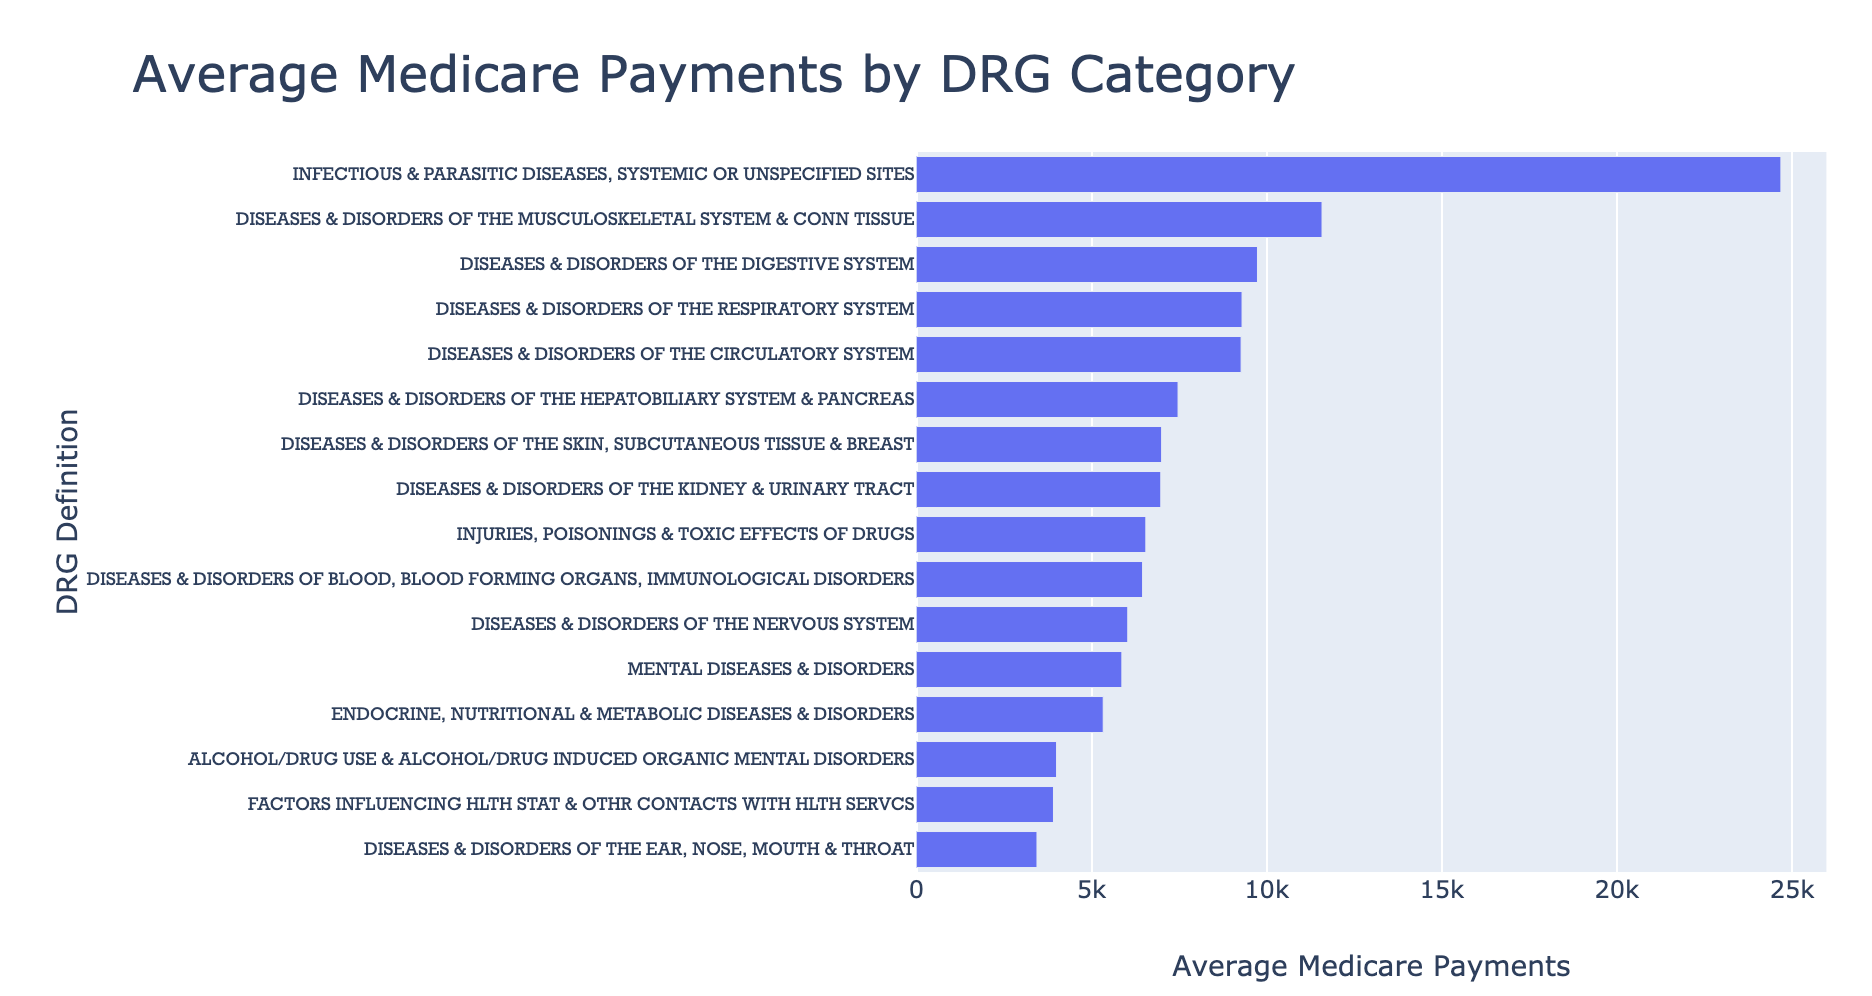 Average Medicare Payments by DRG Category
INFECTIOUS & PARASITIC DISEASES, SYSTEMIC OR UNSPECIFIED SITES
DISEASES & DISORDERS OF THE MUSCULOSKELETAL SYSTEM & CONN TISSUE
DISEASES & DISORDERS OF THE DIGESTIVE SYSTEM
DISEASES & DISORDERS OF THE RESPIRATORY SYSTEM
DISEASES & DISORDERS OF THE CIRCULATORY SYSTEM
DISEASES & DISORDERS OF THE HEPATOBILIARY SYSTEM & PANCREAS
DISEASES & DISORDERS OF THE SKIN, SUBCUTANEOUS TISSUE & BREAST
DISEASES & DISORDERS OF THE KIDNEY & URINARY TRACT
INJURIES, POISONINGS & TOXIC EFFECTS OF DRUGS
DISEASES & DISORDERS OF BLOOD, BLOOD FORMING ORGANS, IMMUNOLOGICAL DISORDERS
DISEASES & DISORDERS OF THE NERVOUS SYSTEM
MENTAL DISEASES & DISORDERS
ENDOCRINE, NUTRITIONAL & METABOLIC DISEASES & DISORDERS
ALCOHOL/DRUG USE & ALCOHOL/DRUG INDUCED ORGANIC MENTAL DISORDERS
FACTORS INFLUENCING HLTH STAT & OTHR CONTACTS WITH HLTH SERVCS
DISEASES & DISORDERS OF THE EAR, NOSE, MOUTH & THROAT
DRG Definition
0 5k 10k 15k 20k 25k
Average Medicare Payments